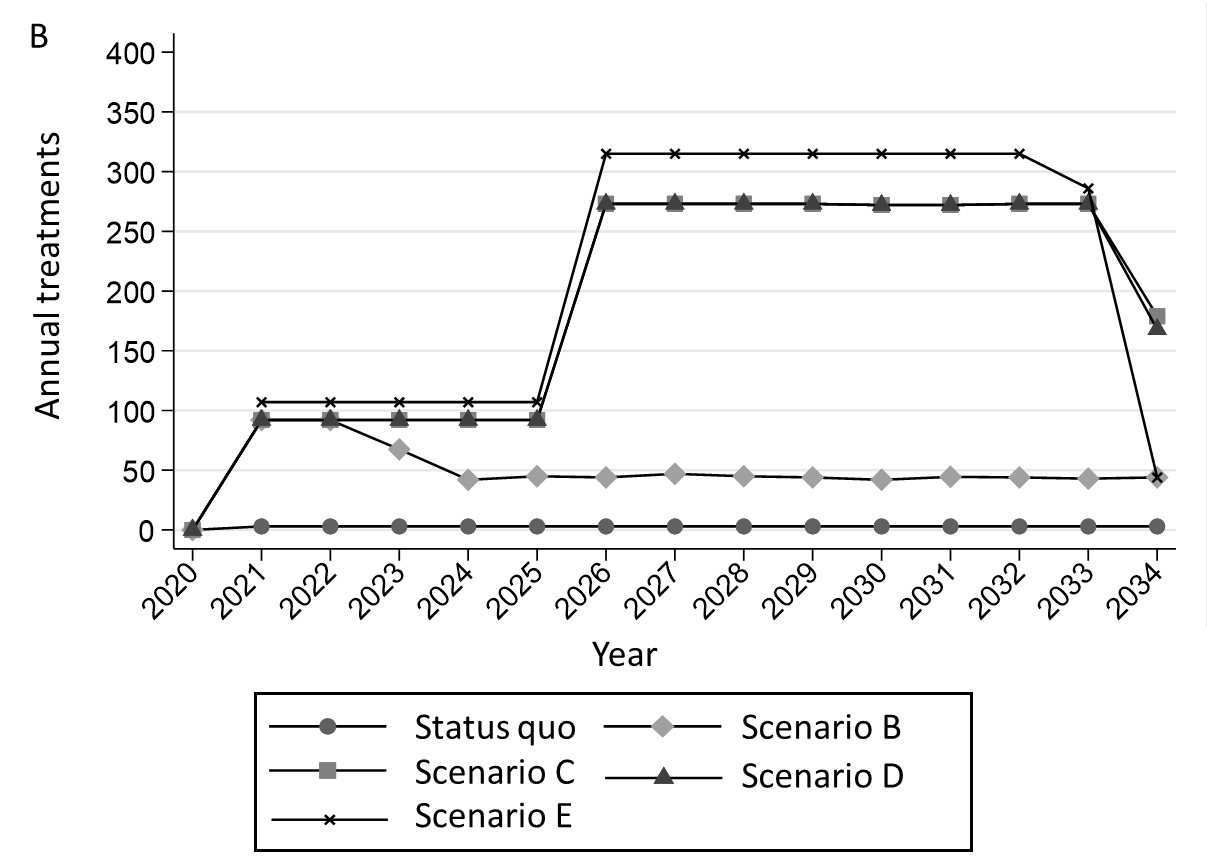 B
400
350
300
250
200
150
100
50
0
Annual treatments
2020 2021 2022 2023 2024 2025 2026 2027 2028 2029 2030 2031 2032 2033 2034
Year
Status quo Scenario B
Scenario C Scenario D
Scenario E